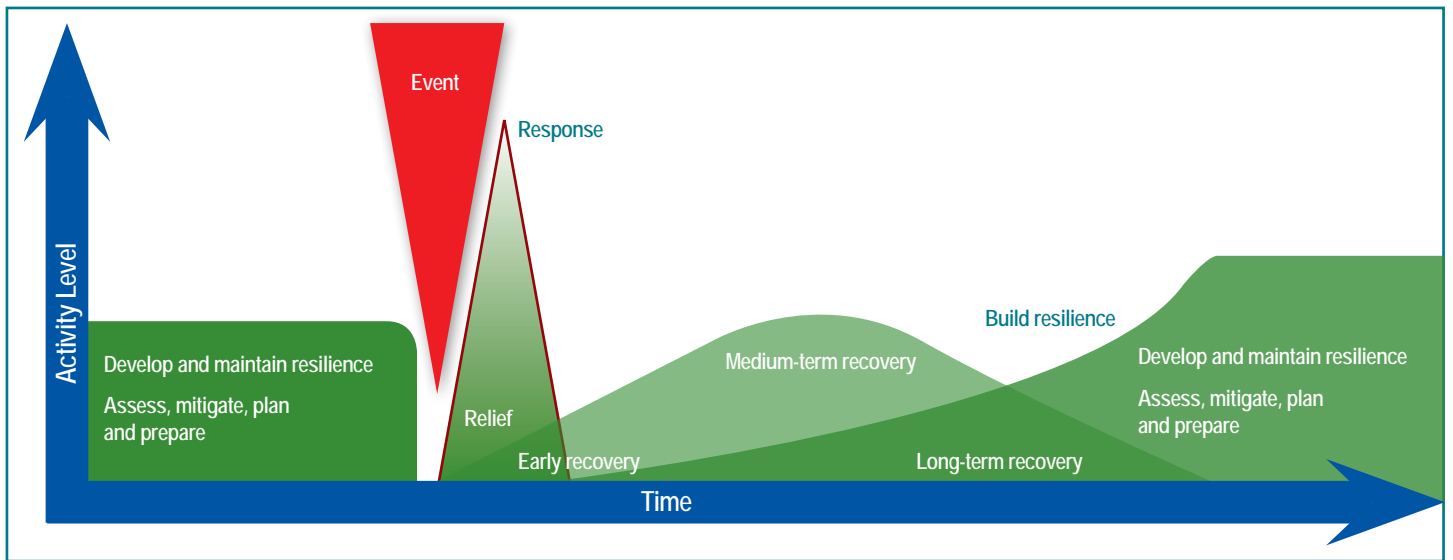 Event
Response
Activity Level
Build resilience
Develop and maintain resilience
Assess, mitigate, plan
and prepare
Medium-term recovery
Develop and maintain resilience
Assess, mitigate, plan
and prepare
Relief
Early recovery
Long-term recovery
Time